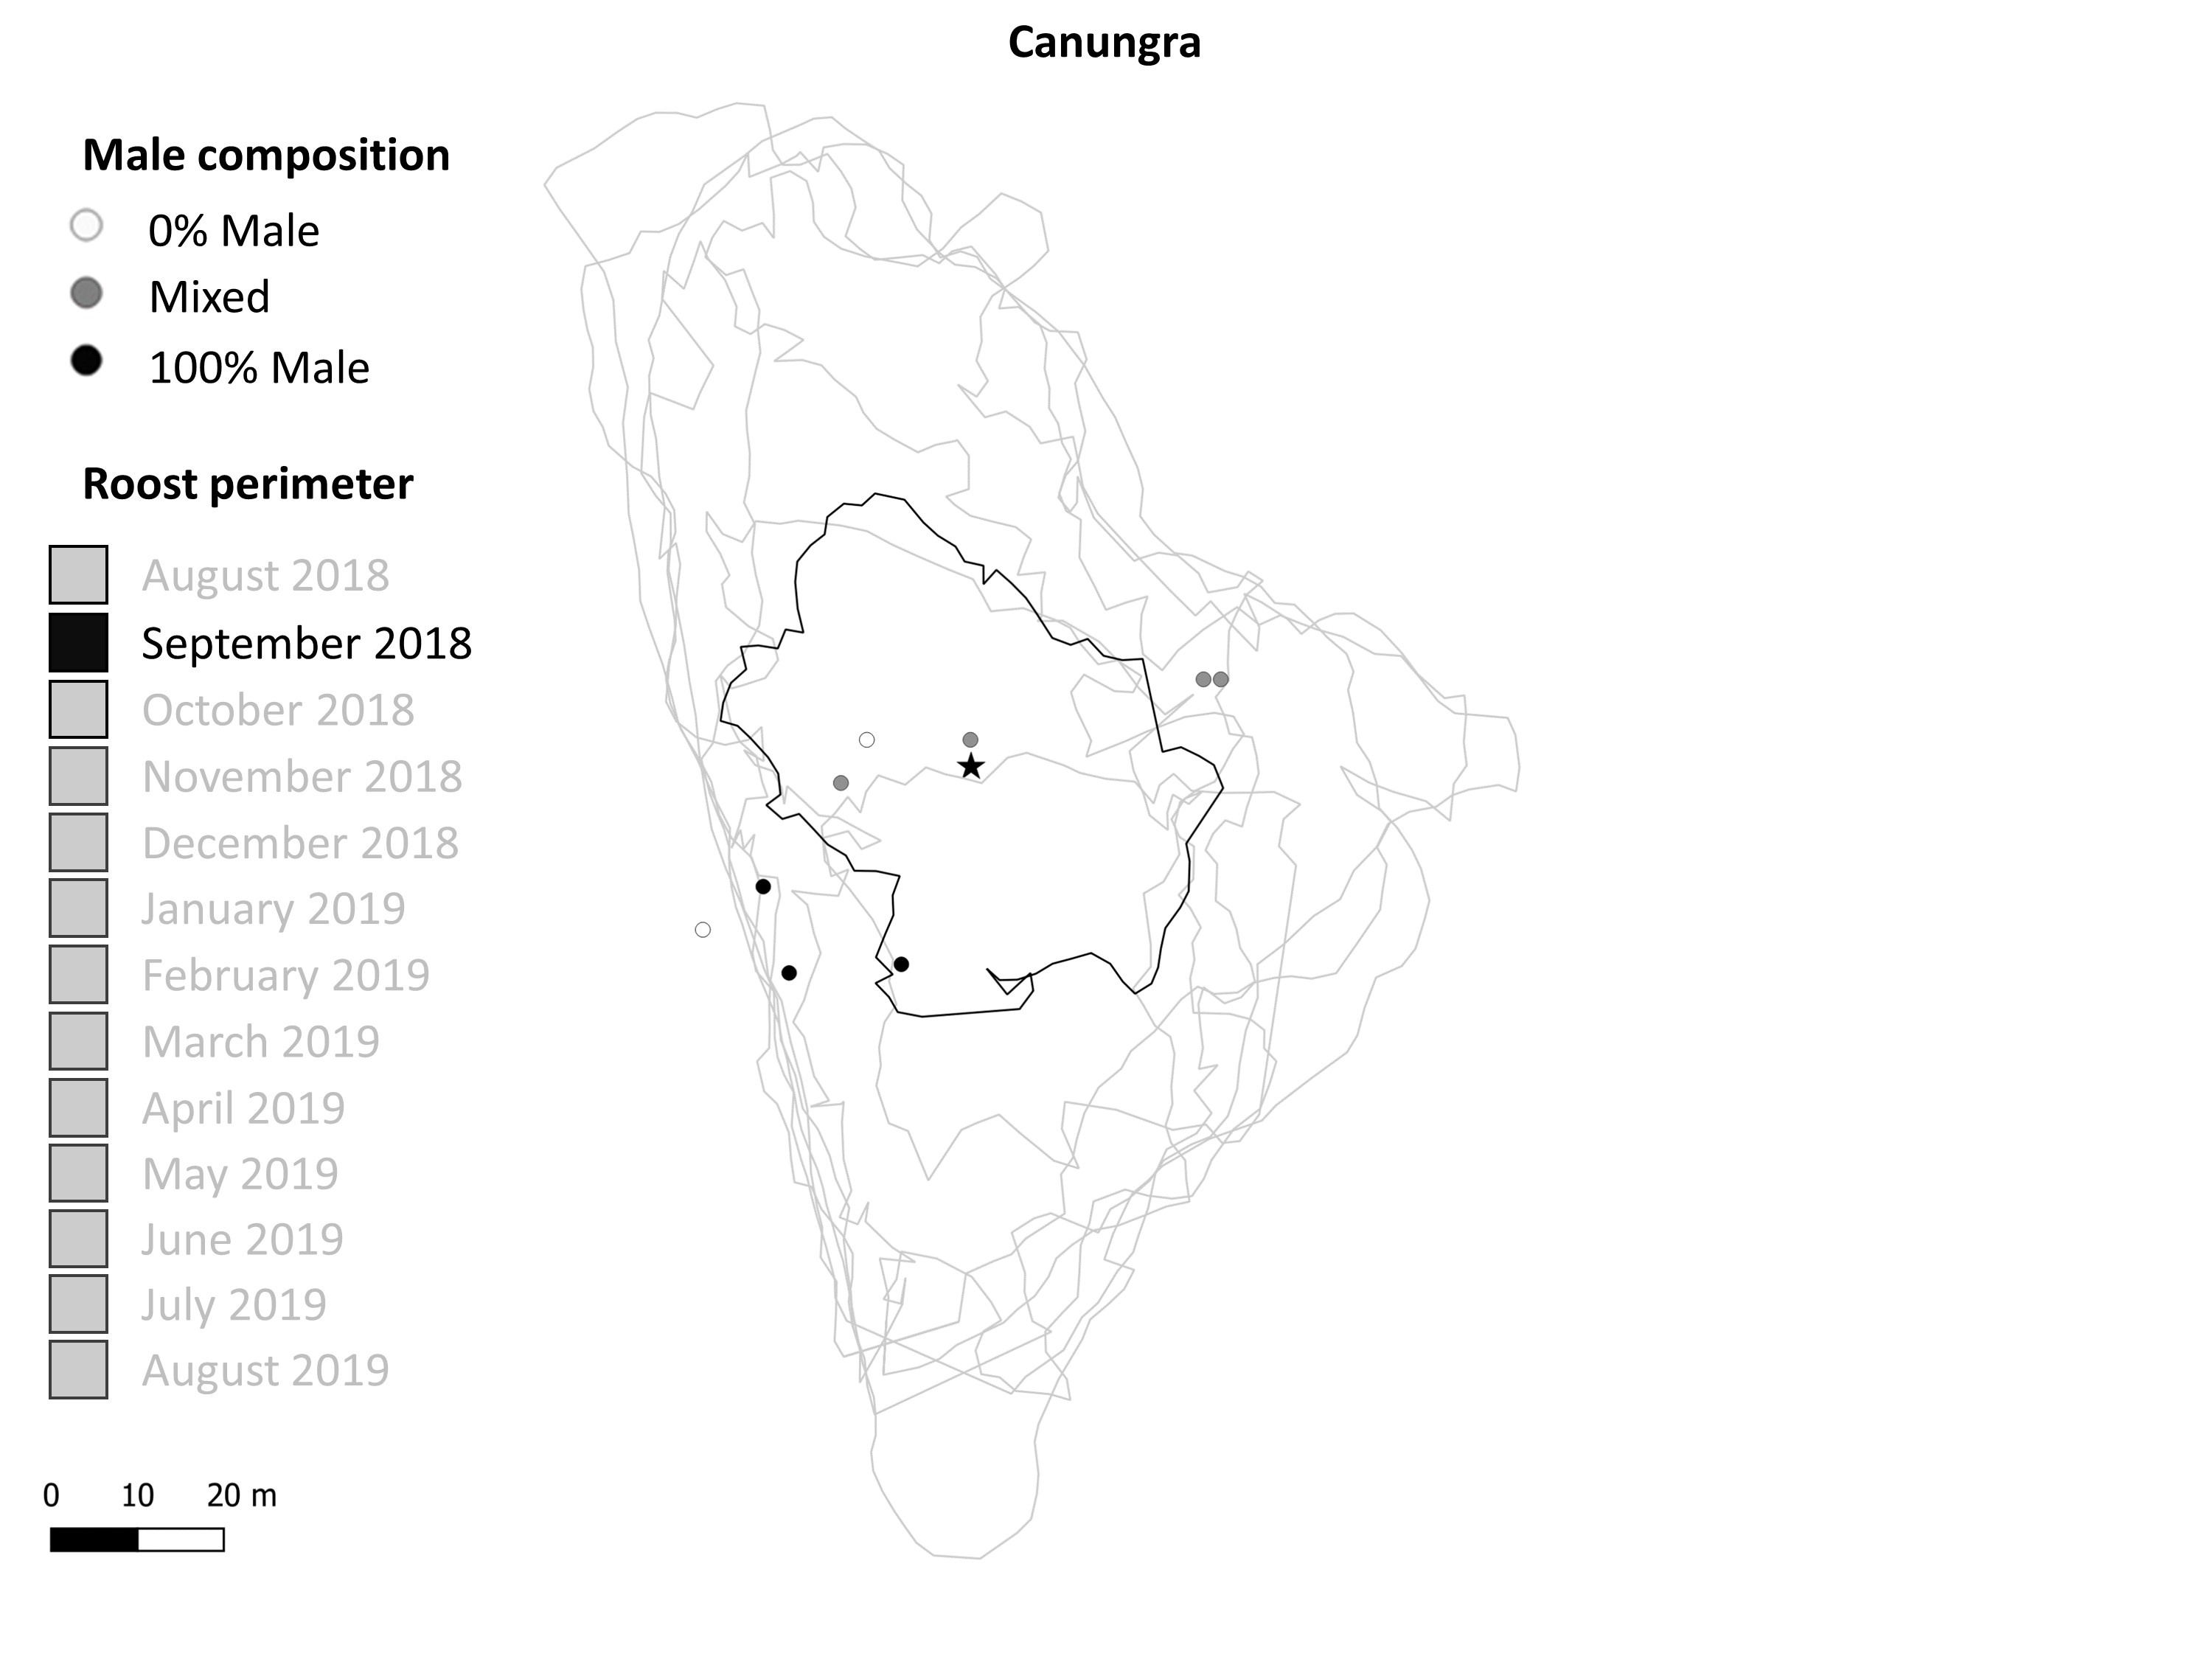 Canungra
Male composition
0% Male
Mixed
100% Male
Roost perimeter
August 2018
September 2018
October 2018
November 2018
December 2018
January 2019
February 2019
March 2019
April 2019
May 2019
June 2019
July 2019
August 2019
0 10 20 m